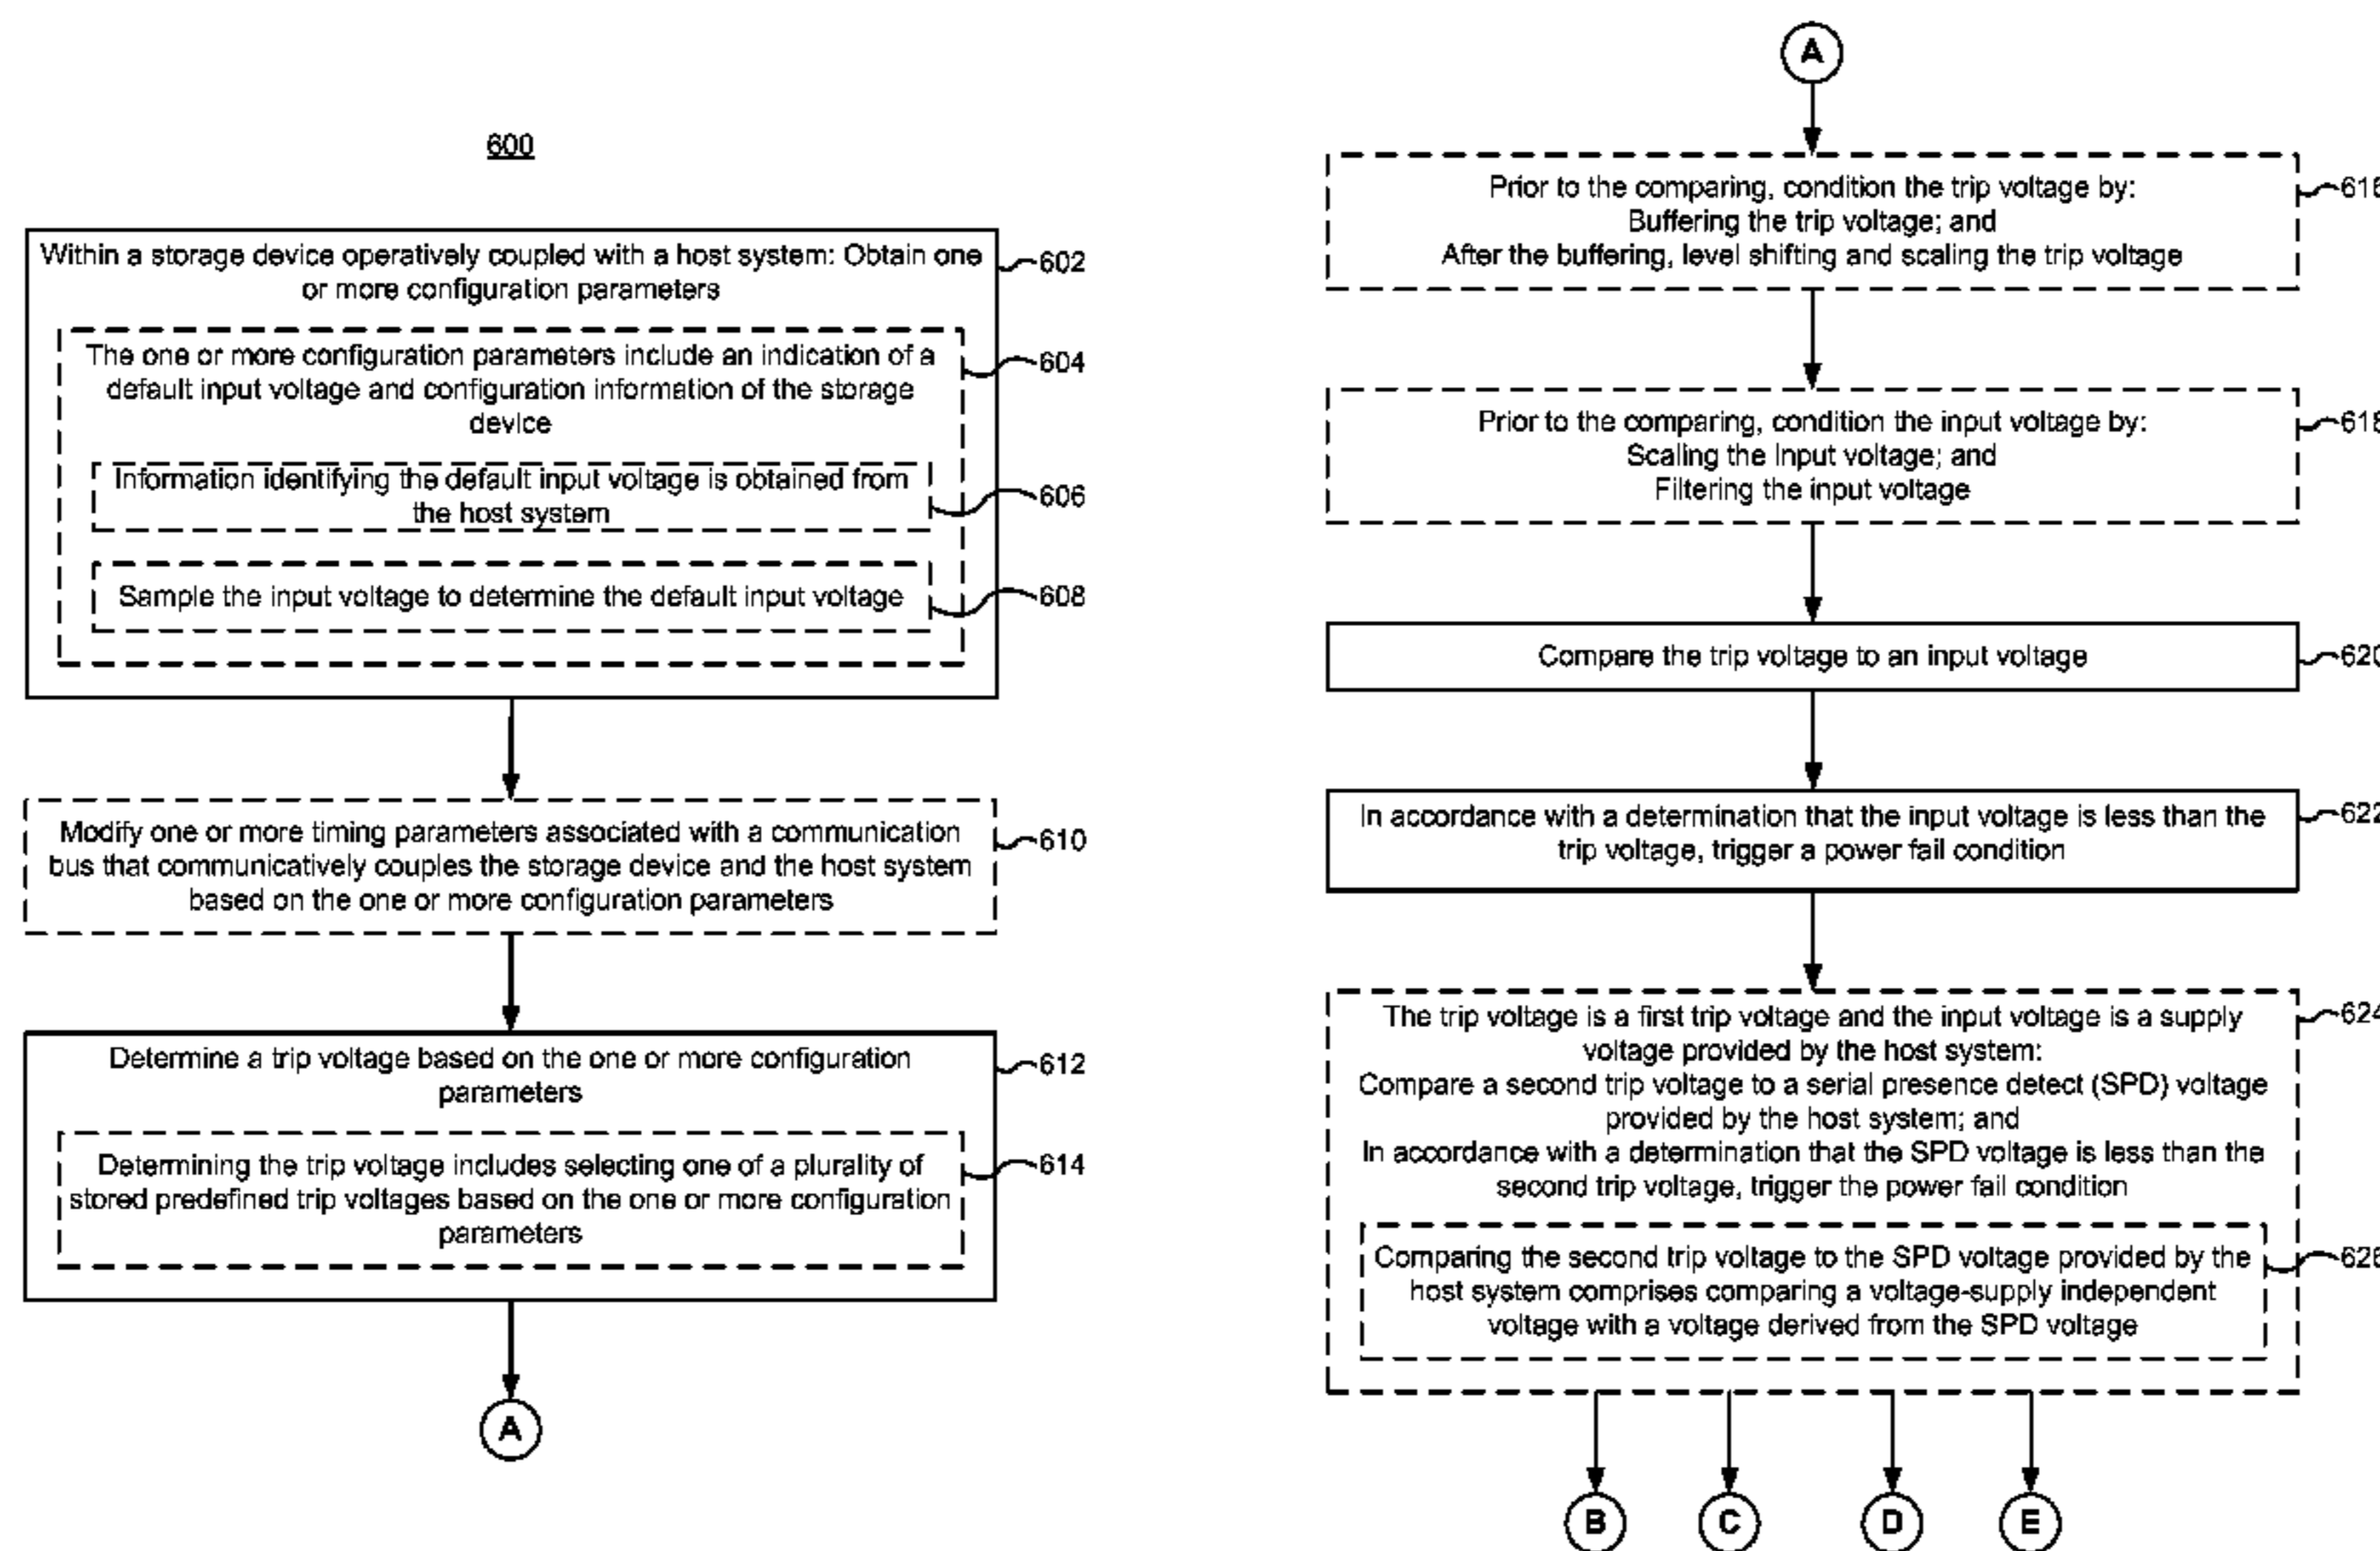 600
Within a storage device operatively coupled with a host system: Obtain one
or more configuration parameters
602
The one or more configuration parameters include an indication of a
default input voltage and configuration information of the storage
device
604
Information identifying the default input voltage is obtained from
the host system
606
Sample the input voltage to determine the default input voltage
608
Modify one or more timing parameters associated with a communication
bus that communicatively couples the storage device and the host system
based on the one or more configuration parameters
610
Determine a trip voltage based on the one or more configuration
parameters
612
Determining the trip voltage includes selecting one of a plurality of
stored predefined trip voltages based on the one or more configuration
parameters
614
A
A
Prior to the comparing, condition the trip voltage by:
Buffering the trip voltage; and
After the buffering, level shifting and scaling the trip voltage
616
Prior to the comparing, condition the input voltage by:
Scaling the input voltage; and
Filtering the input voltage
618
Compare the trip voltage to an input voltage
620
In accordance with a determination that the input voltage is less than the
trip voltage, trigger a power fail condition
622
The trip voltage is a first trip voltage and the input voltage is a supply
voltage provided by the host system:
Compare a second trip voltage to a serial presence detect (SPD) voltage
provided by the host system; and
In accordance with a determination that the SPD voltage is less than the
second trip voltage, trigger the power fail condition
624
Comparing the second trip voltage to the SPD voltage provided by the
host system comprises comparing a voltage-supply independent
voltage with a voltage derived from the SPD voltage
626
B C D E